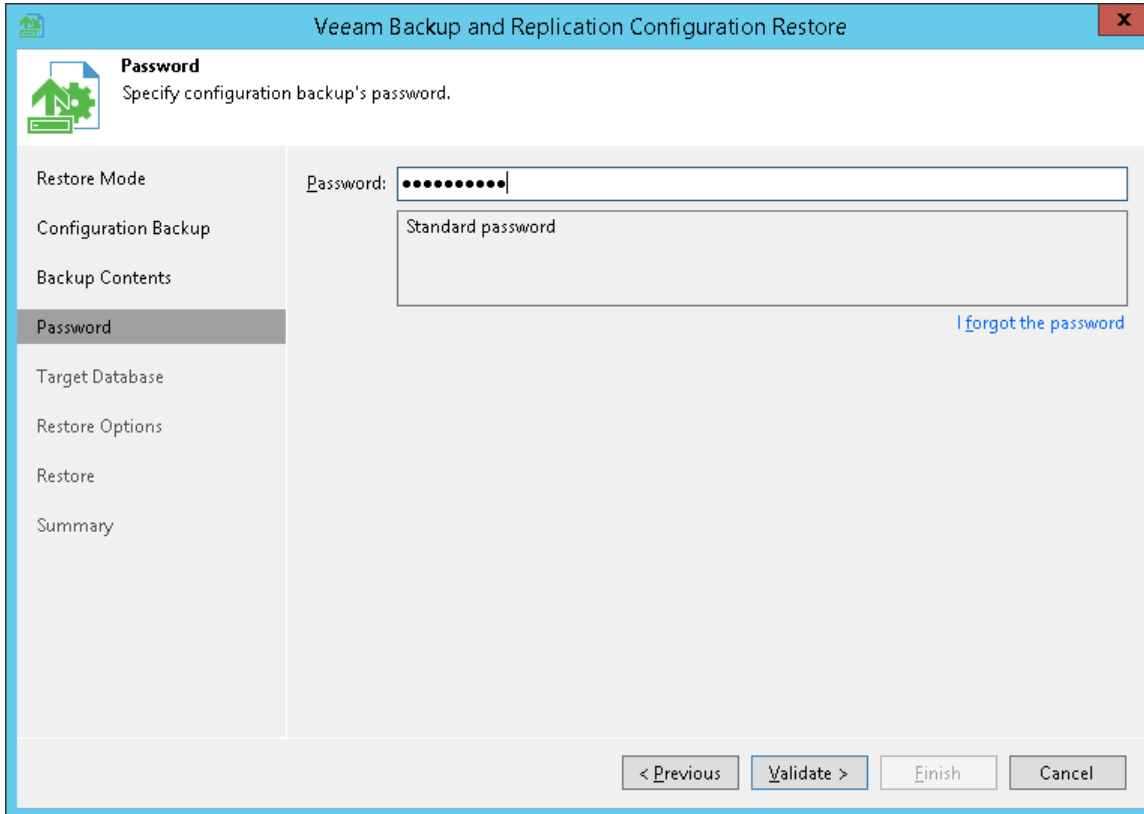 Veeam Backup and Replication Configuration Restore
x
Password
Specify configuration backup's password.
Restore Mode
Configuration Backup
Backup Contents
Password
Target Database
Restore Options
Restore
Summary
Password: ••••••••••
Standard password
I forgot the password
< Previous
Validate >
Finish
Cancel